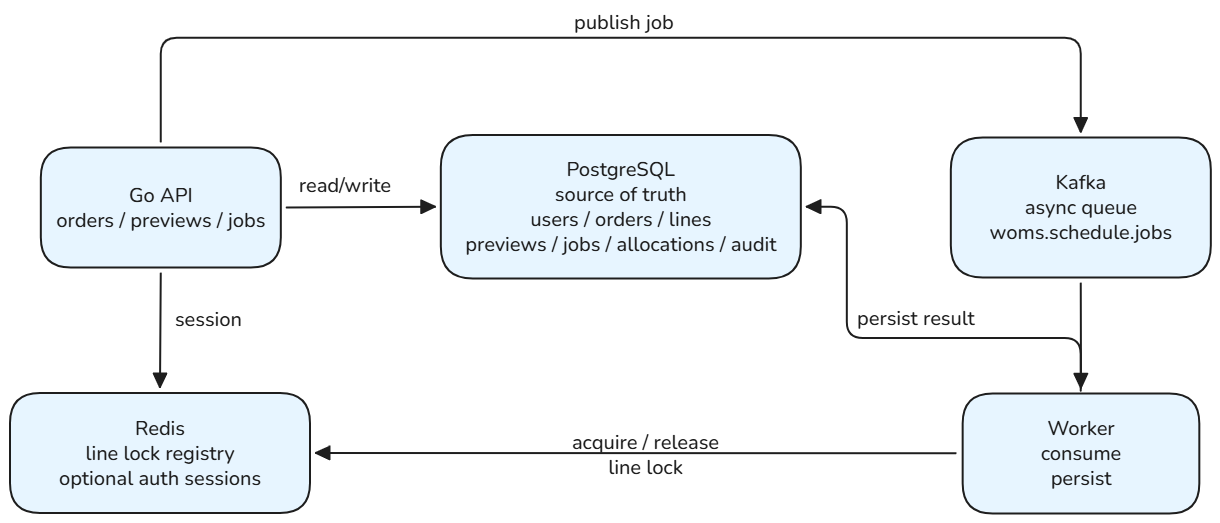 publish job
Go API
orders / previews / jobs
read/write
PostgreSQL
source of truth
users / orders / lines
previews / jobs / allocations / audit
Kafka
async queue
woms.schedule.jobs
session
persist result
Redis
line lock registry
optional auth sessions
acquire / release
line lock
Worker
consume
persist